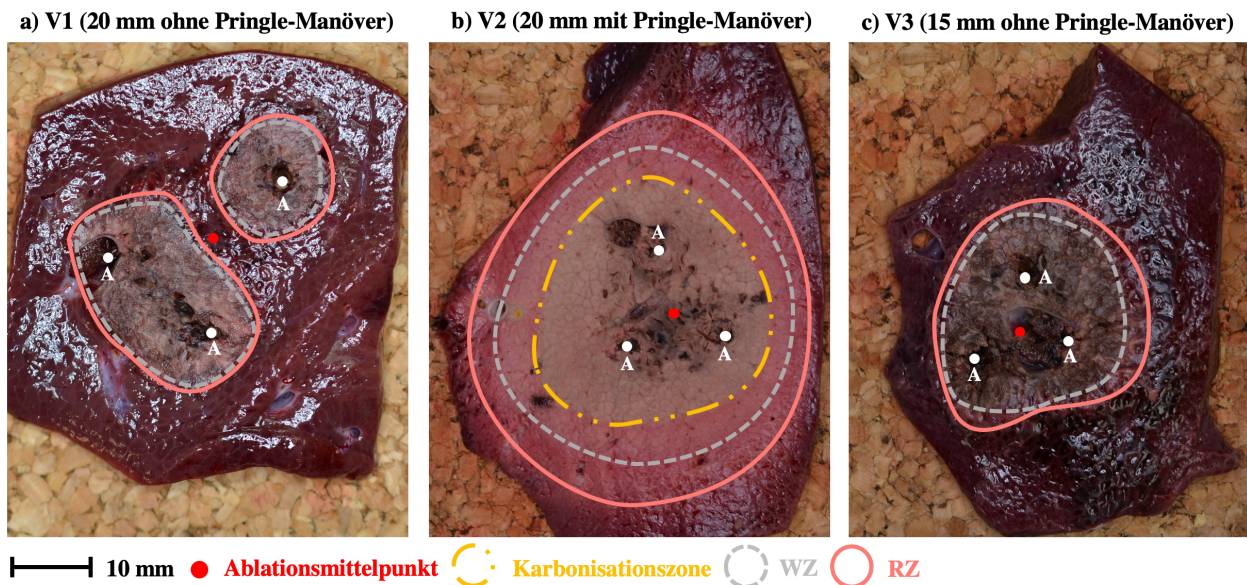 a) V1 (20 mm ohne Pringle-Manöver) b) V2 (20 mm mit Pringle-Manöver) c) V3 (15 mm ohne Pringle-Manöver)
A
A
A
A
A
A
A
A
A
10 mm Ablationsmittelpunkt Karbonisationszone WZ RZ